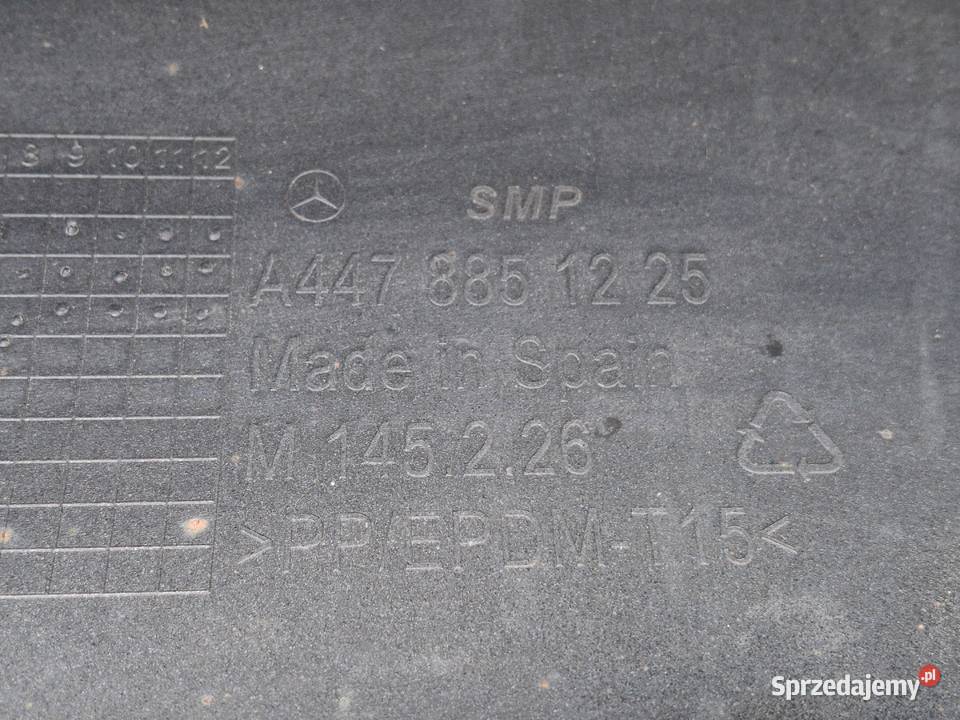 8 9 10 11 12
SMP
A447 885 12 25
Made in Spain
M 145.2.26
>PP/EPDM-T15<
Sprzedajemy.pl